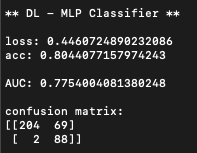 ** DL - MLP Classifier **
loss: 0.4460724890232086
acc: 0.8044077157974243
AUC: 0.7754004081380248
confusion matrix:
[[204  69]
 [  2  88]]